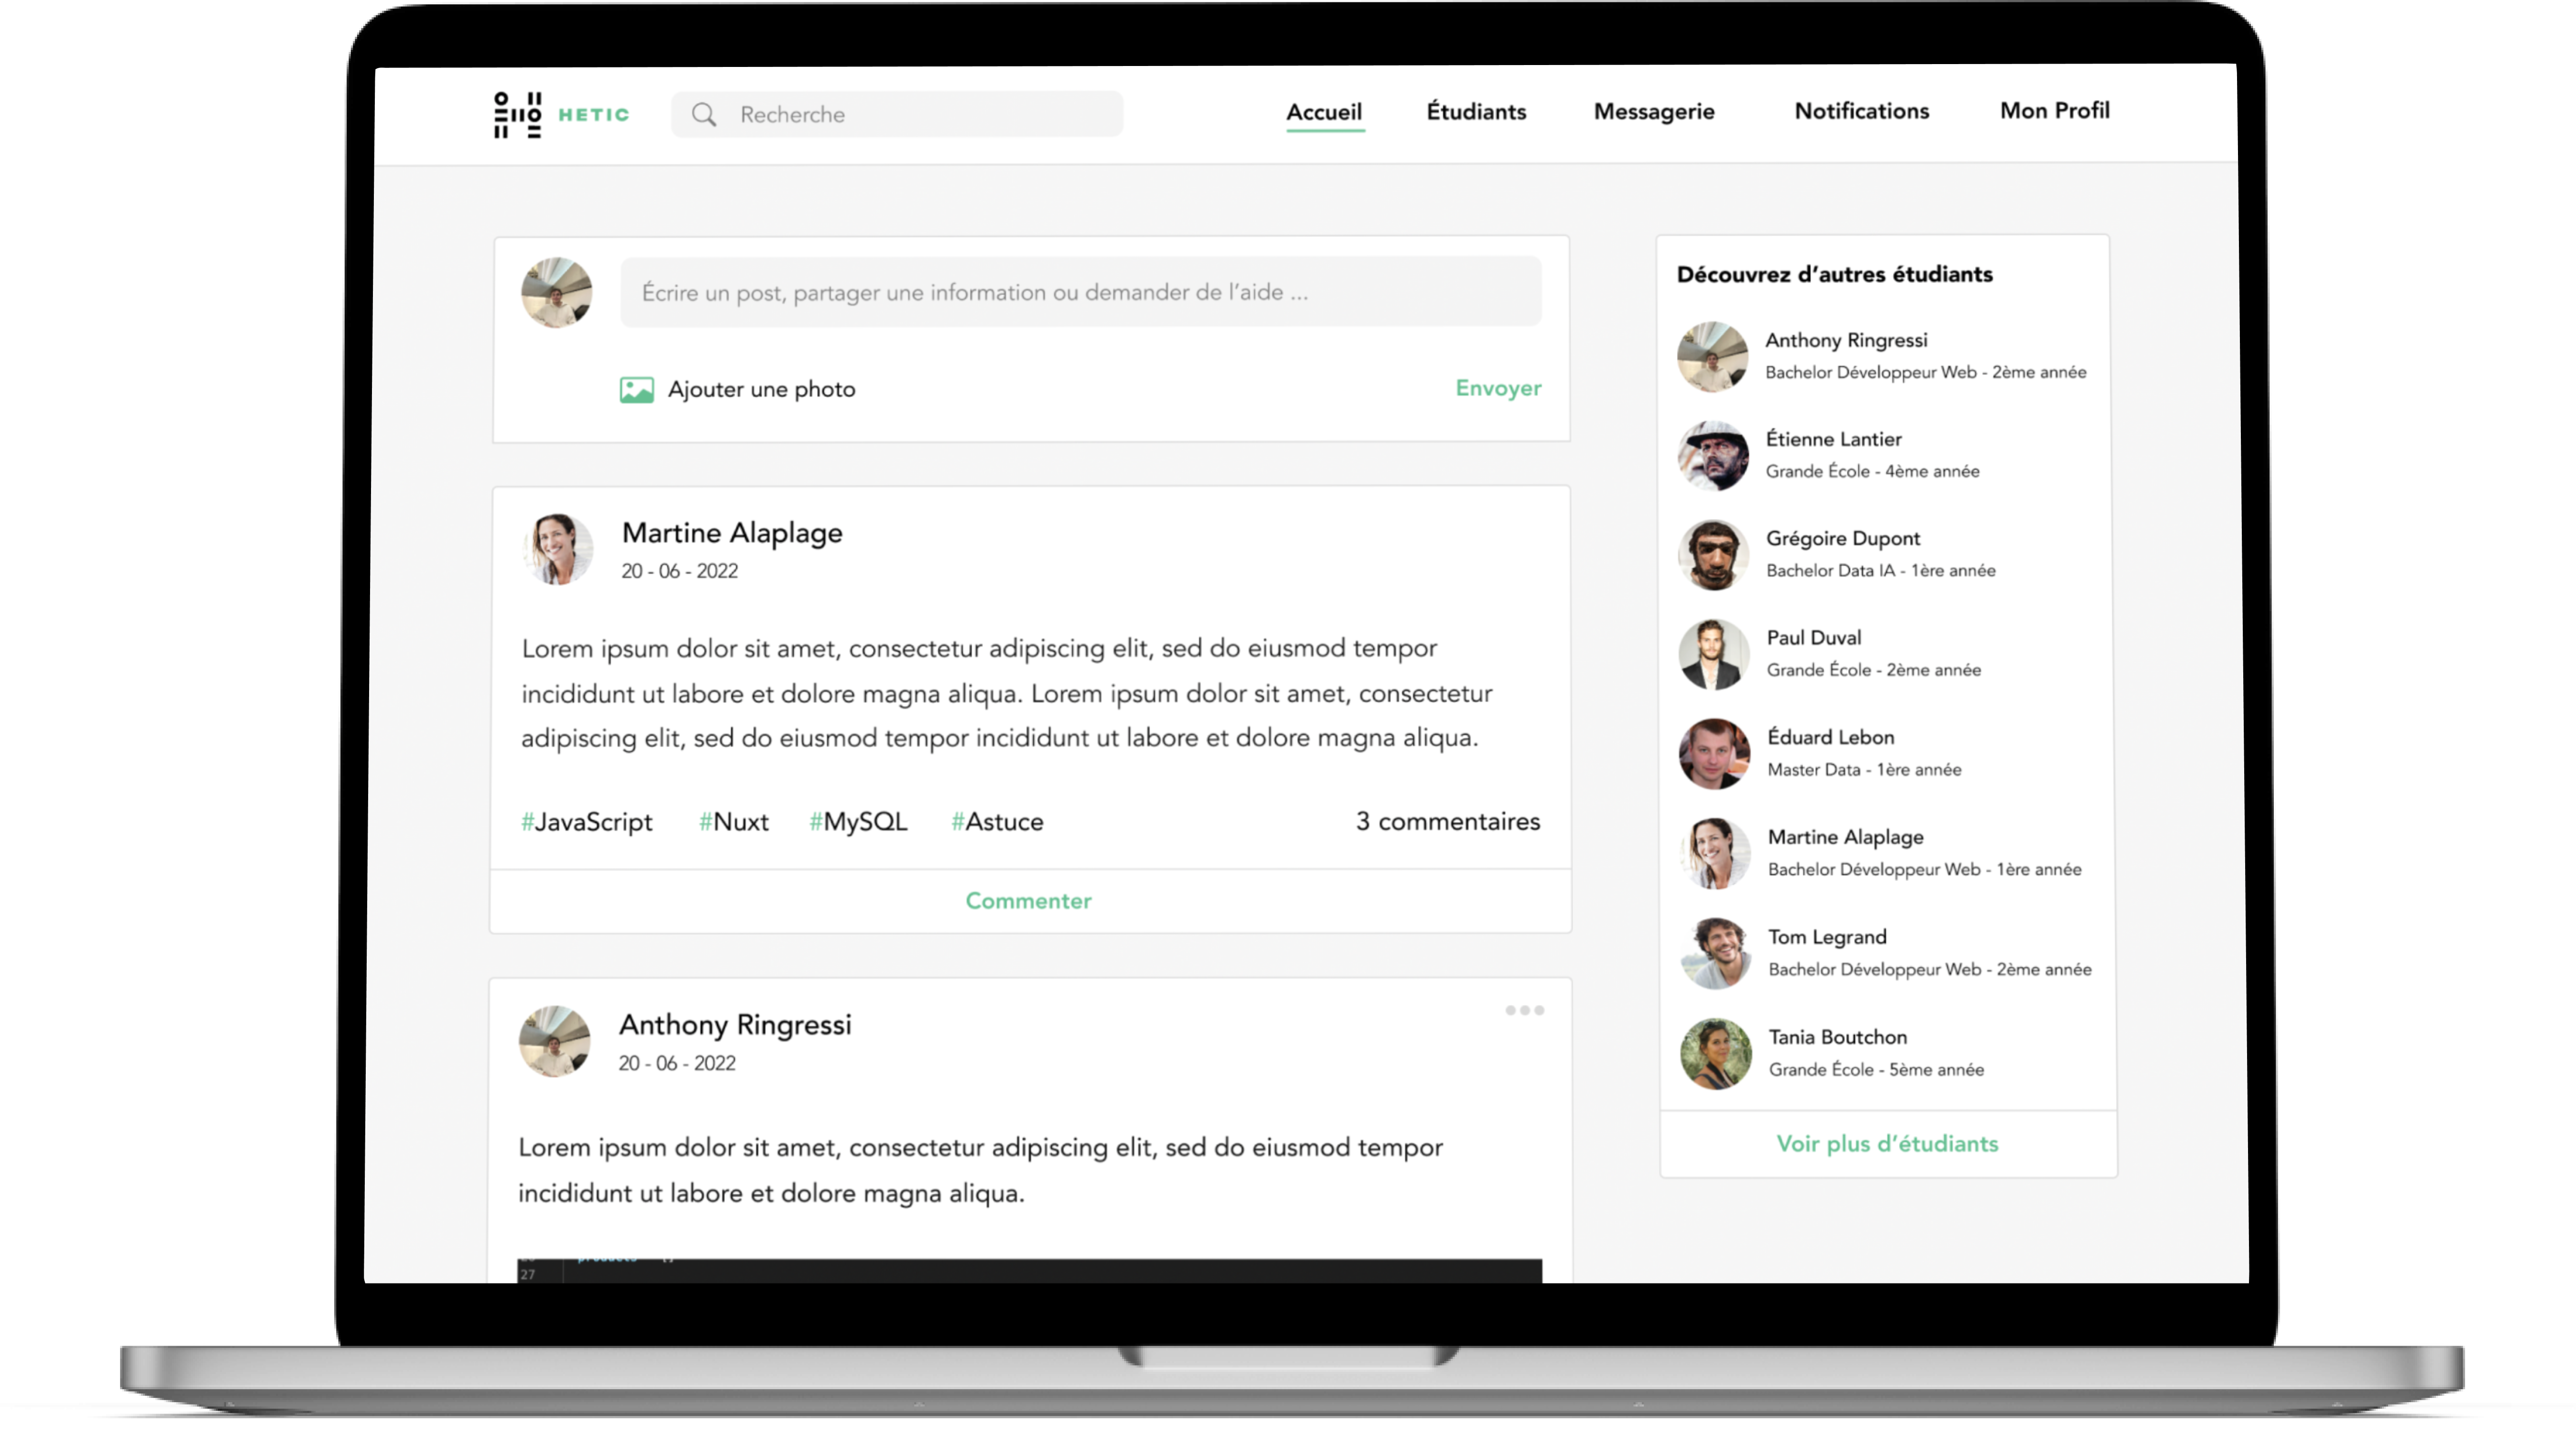 HETIC
Recherche
Accueil
Étudiants
Messagerie
Notifications
Mon Profil
Écrire un post, partager une information ou demander de l’aide ...
Ajouter une photo
Envoyer
Martine Alaplage
20 - 06 - 2022
Lorem ipsum dolor sit amet, consectetur adipiscing elit, sed do eiusmod tempor
incididunt ut labore et dolore magna aliqua. Lorem ipsum dolor sit amet, consectetur
adipiscing elit, sed do eiusmod tempor incididunt ut labore et dolore magna aliqua.
#JavaScript #Nuxt #MySQL #Astuce
3 commentaires
Commenter
Anthony Ringressi
20 - 06 - 2022
Lorem ipsum dolor sit amet, consectetur adipiscing elit, sed do eiusmod tempor
incididunt ut labore et dolore magna aliqua.
27
Découvrez d’autres étudiants
Anthony Ringressi
Bachelor Développeur Web - 2ème année
Étienne Lantier
Grande École - 4ème année
Grégoire Dupont
Bachelor Data IA - 1ère année
Paul Duval
Grande École - 2ème année
Éduard Lebon
Master Data - 1ère année
Martine Alaplage
Bachelor Développeur Web - 1ère année
Tom Legrand
Bachelor Développeur Web - 2ème année
Tania Boutchon
Grande École - 5ème année
Voir plus d’étudiants